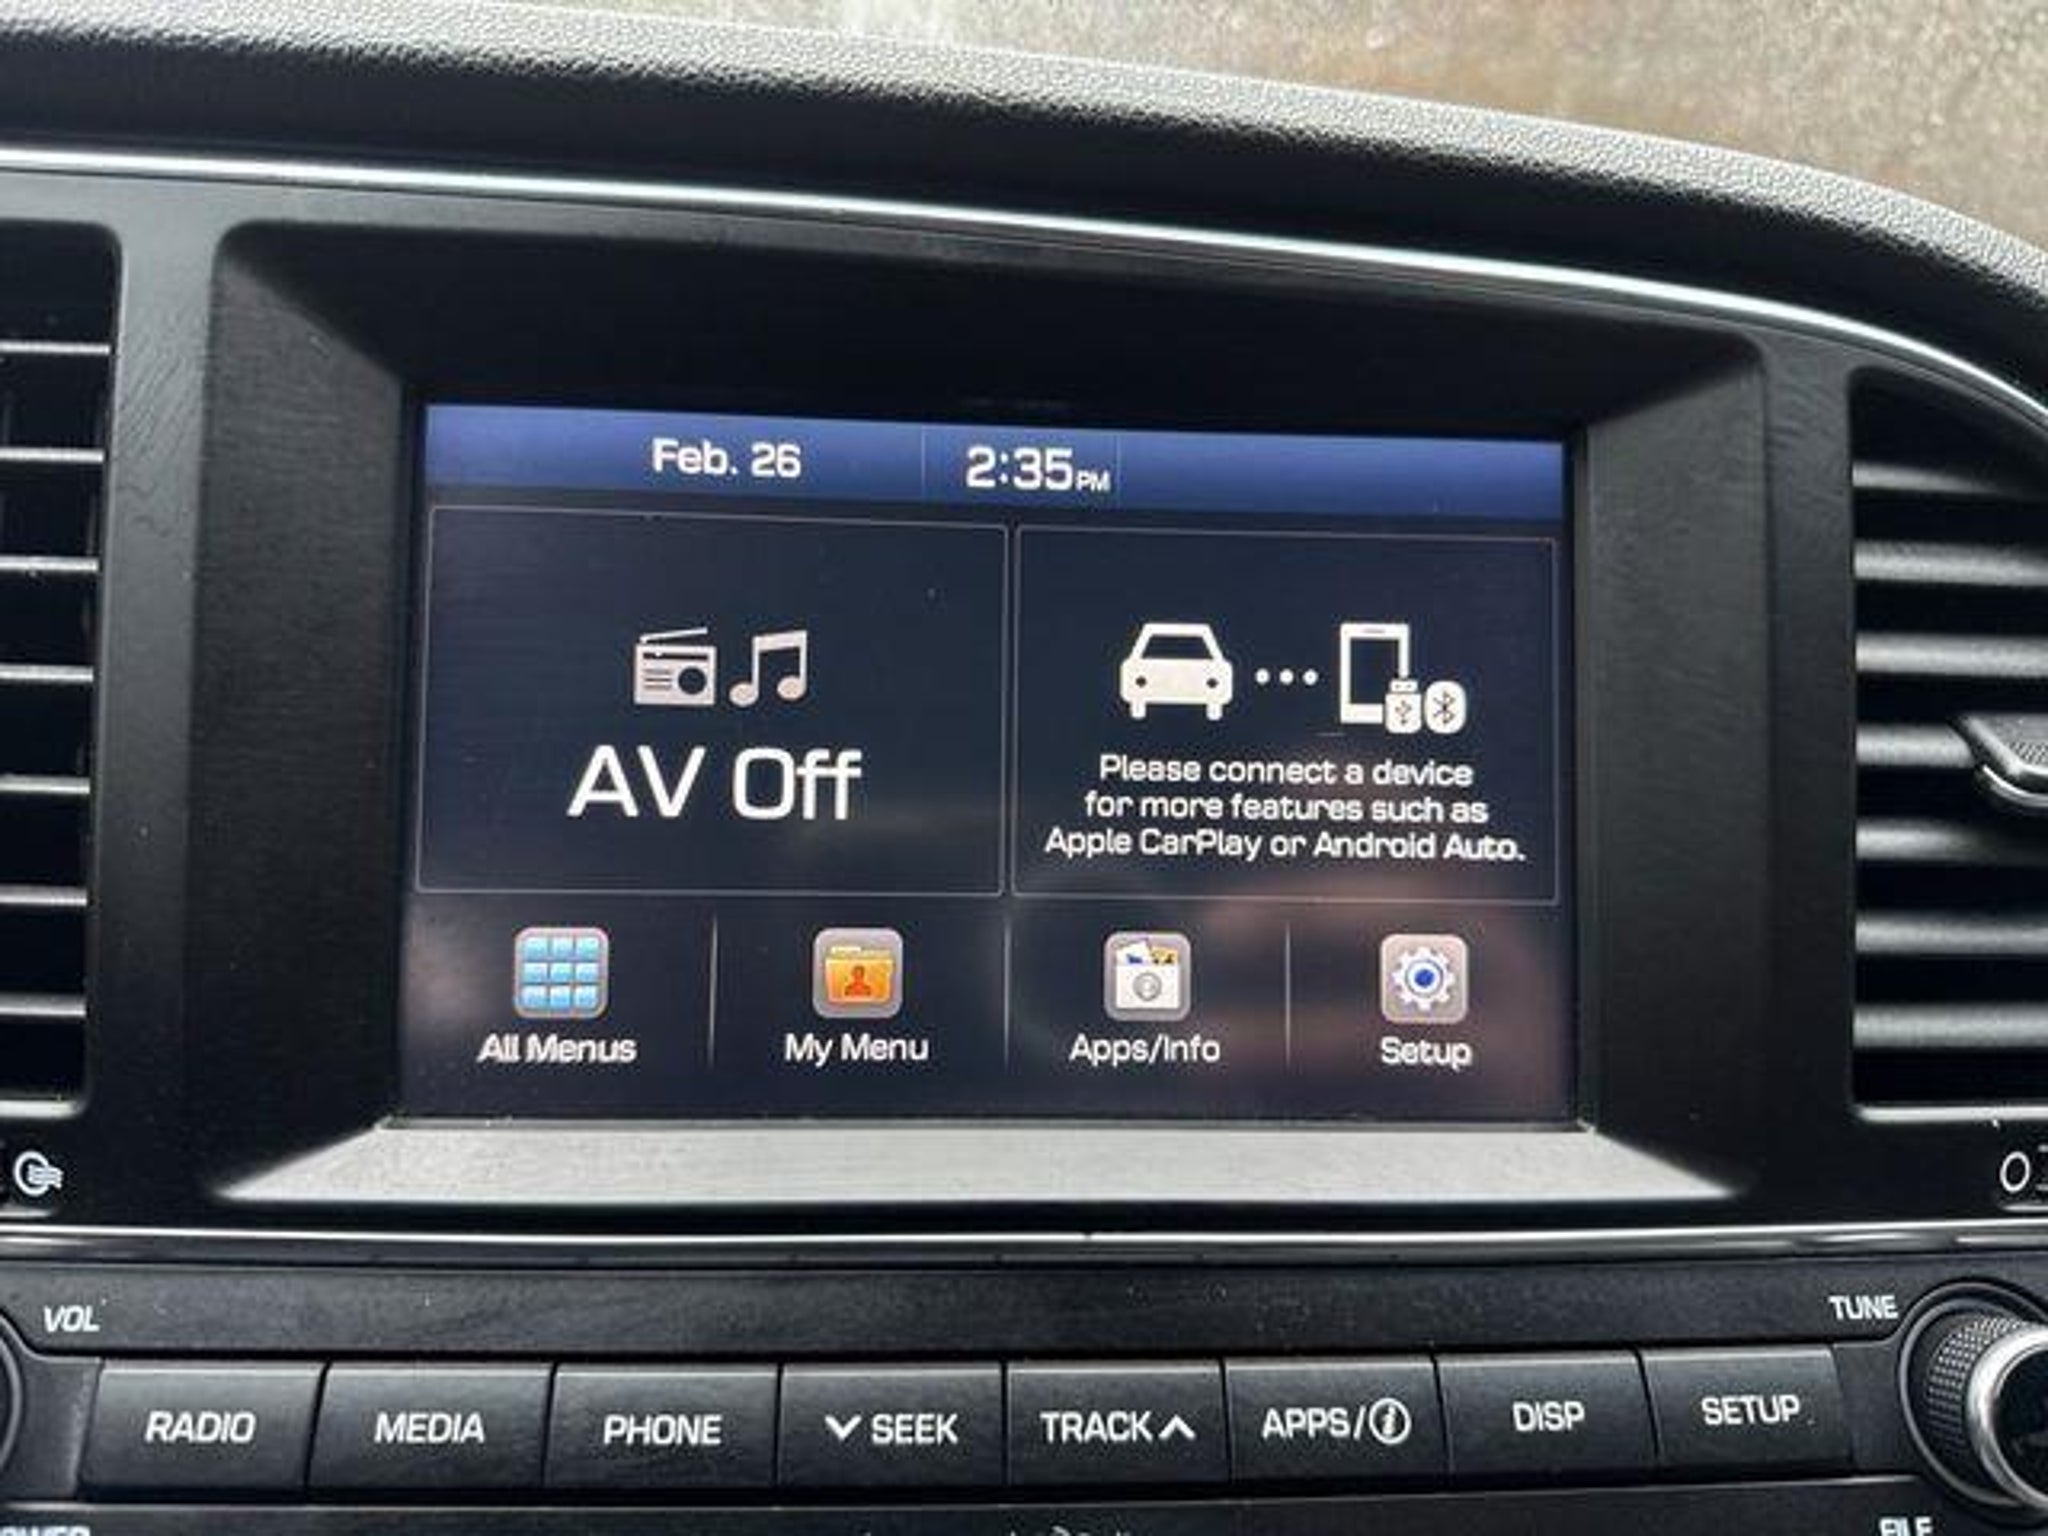 Feb. 26 2:35PM
AV Off
Please connect a device
for more features such as
Apple CarPlay or Android Auto.
All Menus My Menu Apps/Info Setup
VOL TUNE
RADIO MEDIA PHONE SEEK TRACK APPS/i DISP SETUP
FILE